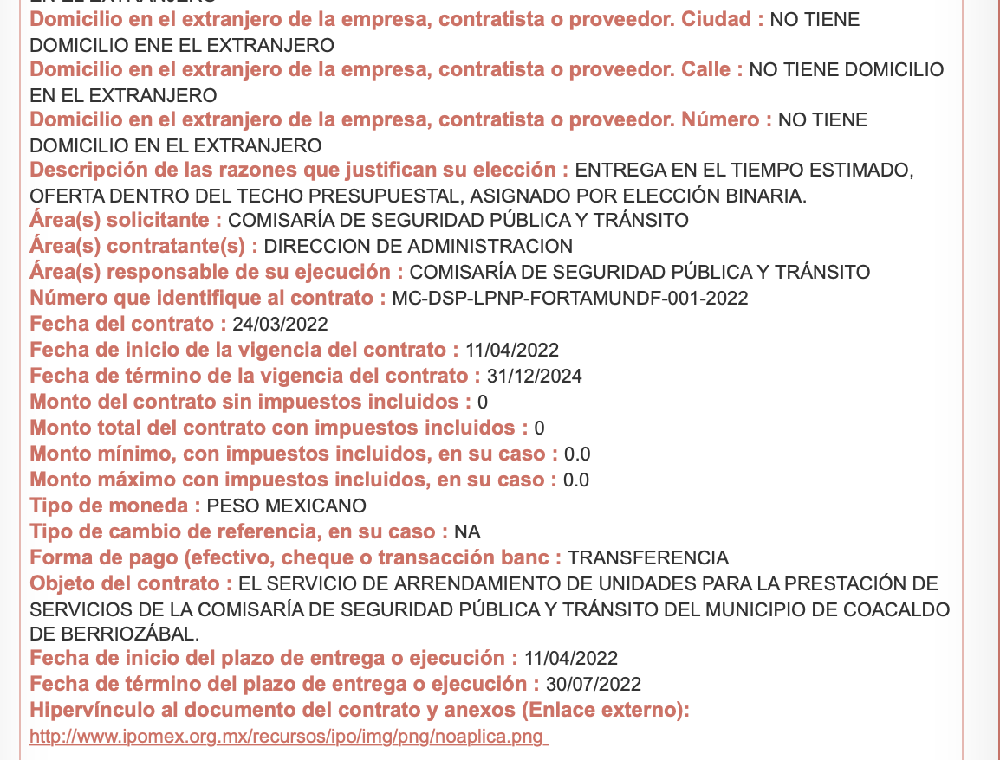 Domicilio en el extranjero de la empresa, contratista o proveedor. Ciudad : NO TIENE
DOMICILIO ENE EL EXTRANJERO
Domicilio en el extranjero de la empresa, contratista o proveedor. Calle : NO TIENE DOMICILIO
EN EL EXTRANJERO
Domicilio en el extranjero de la empresa, contratista o proveedor. Número : NO TIENE
DOMICILIO EN EL EXTRANJERO
Descripción de las razones que justifican su elección : ENTREGA EN EL TIEMPO ESTIMADO,
OFERTA DENTRO DEL TECHO PRESUPUESTAL, ASIGNADO POR ELECCIÓN BINARIA.
Área(s) solicitante : COMISARÍA DE SEGURIDAD PÚBLICA Y TRÁNSITO
Área(s) contratante(s) : DIRECCION DE ADMINISTRACION
Área(s) responsable de su ejecución : COMISARÍA DE SEGURIDAD PÚBLICA Y TRÁNSITO
Número que identifique al contrato : MC-DSP-LPNP-FORTAMUNDF-001-2022
Fecha del contrato : 24/03/2022
Fecha de inicio de la vigencia del contrato : 11/04/2022
Fecha de término de la vigencia del contrato : 31/12/2024
Monto del contrato sin impuestos incluidos : 0
Monto total del contrato con impuestos incluidos : 0
Monto mínimo, con impuestos incluidos, en su caso : 0.0
Monto máximo con impuestos incluidos, en su caso : 0.0
Tipo de moneda : PESO MEXICANO
Tipo de cambio de referencia, en su caso : NA
Forma de pago (efectivo, cheque o transacción banc : TRANSFERENCIA
Objeto del contrato : EL SERVICIO DE ARRENDAMIENTO DE UNIDADES PARA LA PRESTACIÓN DE
SERVICIOS DE LA COMISARÍA DE SEGURIDAD PÚBLICA Y TRÁNSITO DEL MUNICIPIO DE COACALDO
DE BERRIOZÁBAL.
Fecha de inicio del plazo de entrega o ejecución : 11/04/2022
Fecha de término del plazo de entrega o ejecución : 30/07/2022
Hipervínculo al documento del contrato y anexos (Enlace externo):
http://www.ipomex.org.mx/recursos/ipo/img/png/noaplica.png